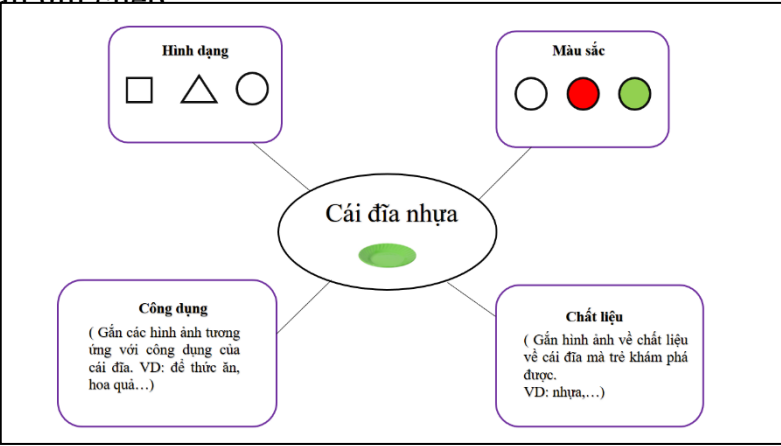 Hình dạng
Màu sắc
Cái đĩa nhựa
Công dụng
( Gắn các hình ảnh tương
ứng với công dụng của
cái đĩa. VD: để thức ăn,
hoa quả…)
Chất liệu
( Gắn hình ảnh về chất liệu
về cái đĩa mà trẻ khám phá
được.
VD: nhựa,…)